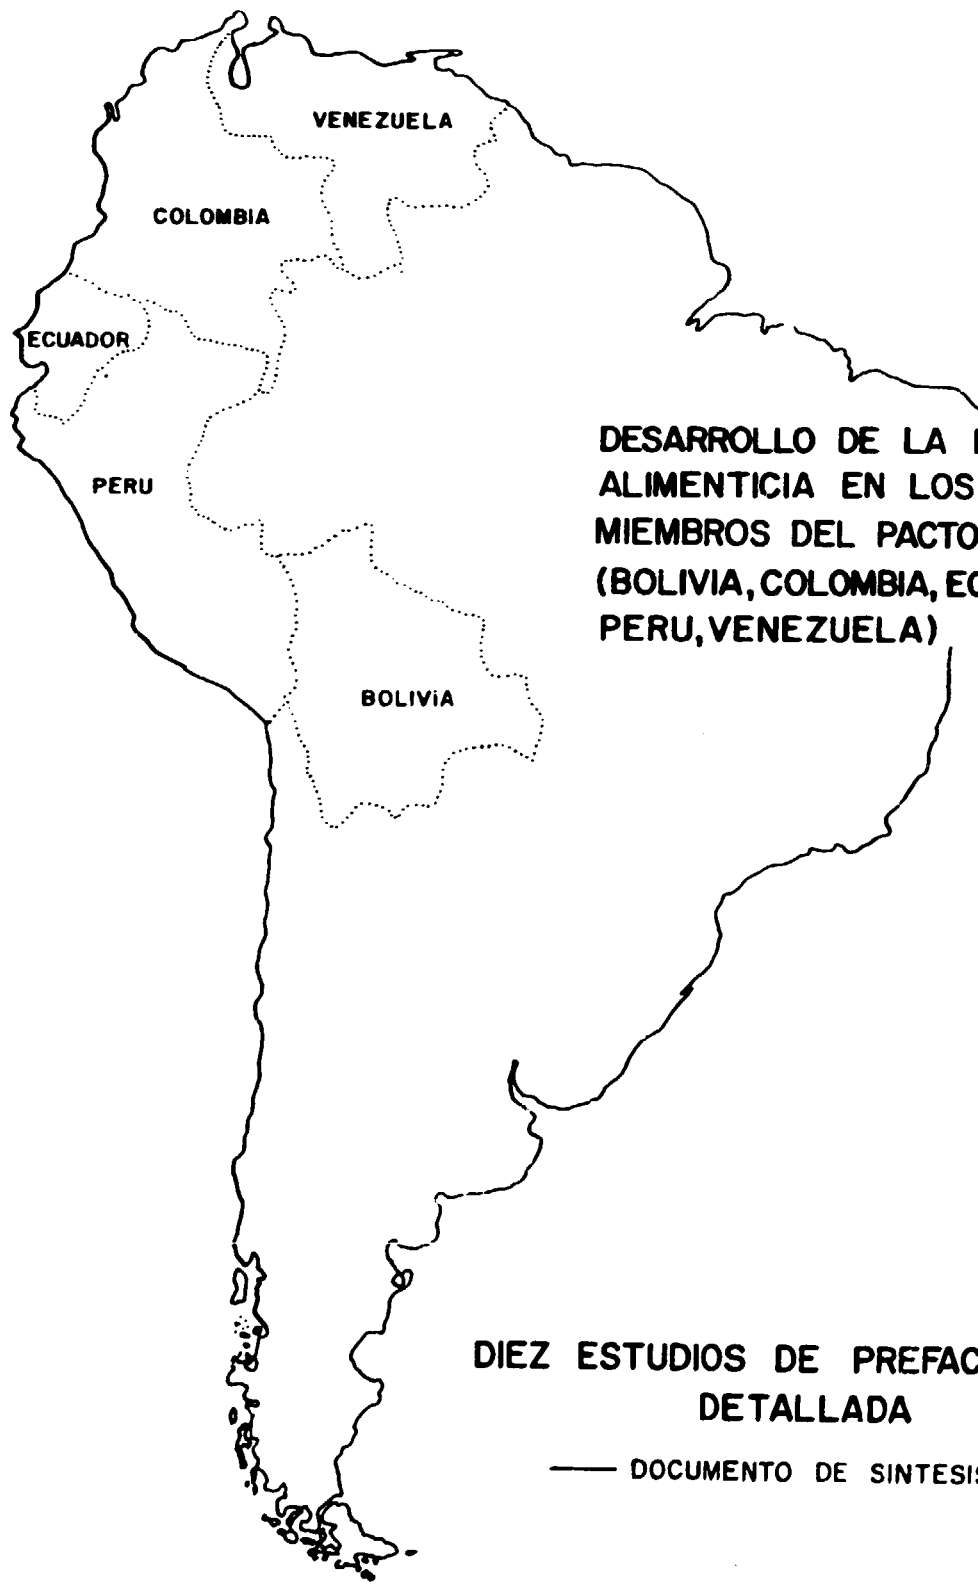 VENEZUELA
COLOMBIA
ECUADOR
PERU
BOLIVIA
DESARROLLO DE LA
ALIMENTICIA EN LOS
MIEMBROS DEL PACTO
(BOLIVIA, COLOMBIA, EC
PERU, VENEZUELA)
DIEZ ESTUDIOS DE PREFAC
DETALLADA
— DOCUMENTO DE SINTESIS